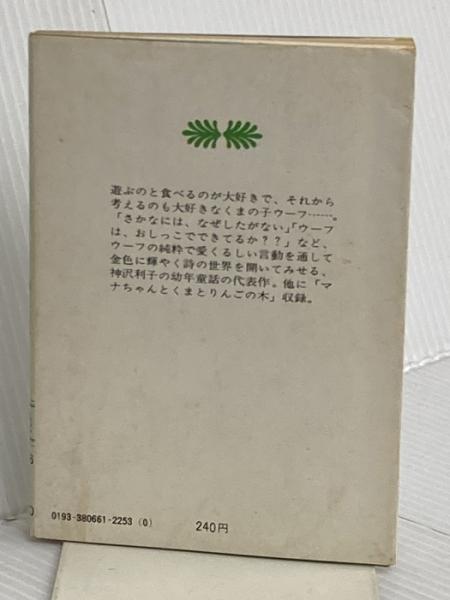 遊ぶのと食べるのが大好きで、それから
考えるのも大好きなくまの子ウーフ……。
「さかなには、なぜしたがない」「ウーフ
は、おしっこでできてるか??」など、
ウーフの純粋で愛くるしい言動を通して
金色に輝やく詩の世界を開いてみせる、
神沢利子の幼年童話の代表作。他に「マ
ナちゃんとくまとりんごの木」収録。
0193-380661-2253(0)
240円